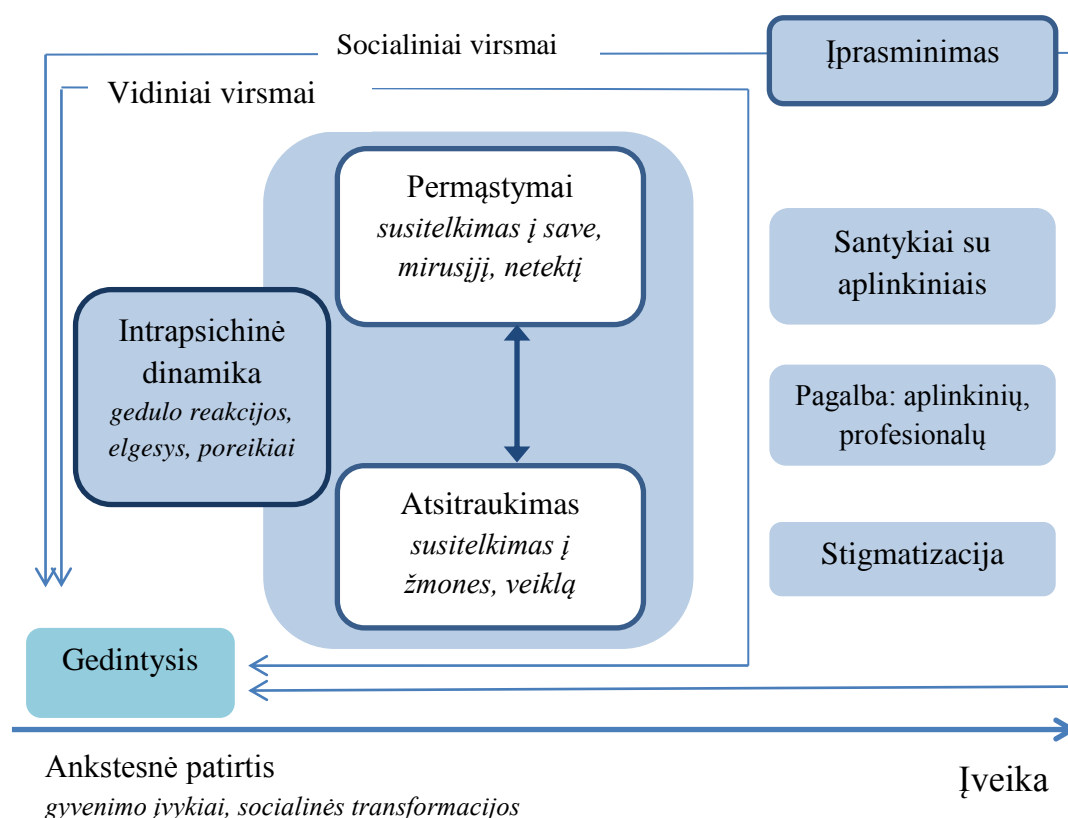 Socialiniai virsmai
Įprasminimas
Vidiniai virsmai
Permąstymai
susitelkimas į save,
mirusįjį, netektį
Santykiai su
aplinkiniais
Intrapsichinė
dinamika
gedulo reakcijos,
elgesys, poreikiai
Pagalba: aplinkinių,
profesionalų
Atsitraukimas
susitelkimas į
žmones, veiklą
Stigmatizacija
Gedintysis
Ankstesnė patirtis
gyvenimo įvykiai, socialinės transformacijos
Įveika